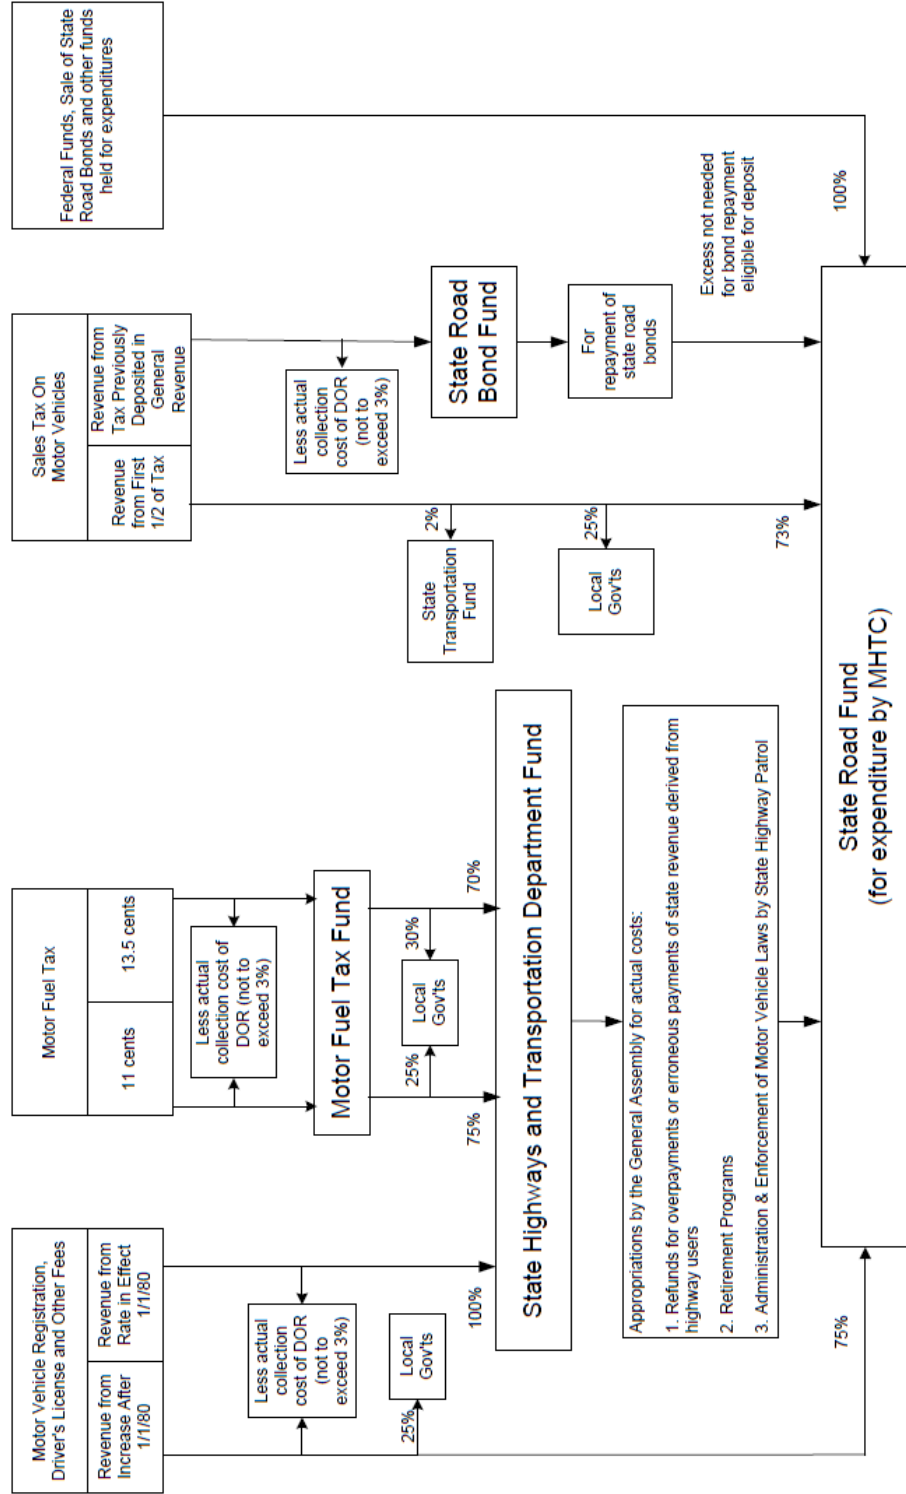 Motor Vehicle Registration,
Driver's License and Other Fees
Revenue from
Increase After
1/1/80
Revenue from
Rate in Effect
1/1/80
Less actual
collection
cost of DOR
(not to
exceed 3%)
25%
Local
Gov'ts
100%
75%
Motor Fuel Tax
11 cents
13.5 cents
Less actual
collection cost of
DOR (not to
exceed 3%)
Motor Fuel Tax Fund
25%
Local
Gov'ts
30%
75%
70%
State Highways and Transportation Department Fund
Appropriations by the General Assembly for actual costs:
1. Refunds for overpayments or erroneous payments of state revenue derived from
highway users
2. Retirement Programs
3. Administration & Enforcement of Motor Vehicle Laws by State Highway Patrol
Sales Tax On
Motor Vehicles
Revenue
from First
1/2 of Tax
Revenue from
Tax Previously
Deposited in
General
Revenue
Less actual
collection
cost of DOR
(not to
exceed 3%)
State
Transportation
Fund
2%
Local
Gov'ts
25%
73%
State Road
Bond Fund
For
repayment of
state road
bonds
Excess not needed
for bond repayment
eligible for deposit
Federal Funds, Sale of State
Road Bonds and other funds
held for expenditures
100%
State Road Fund
(for expenditure by MHTC)